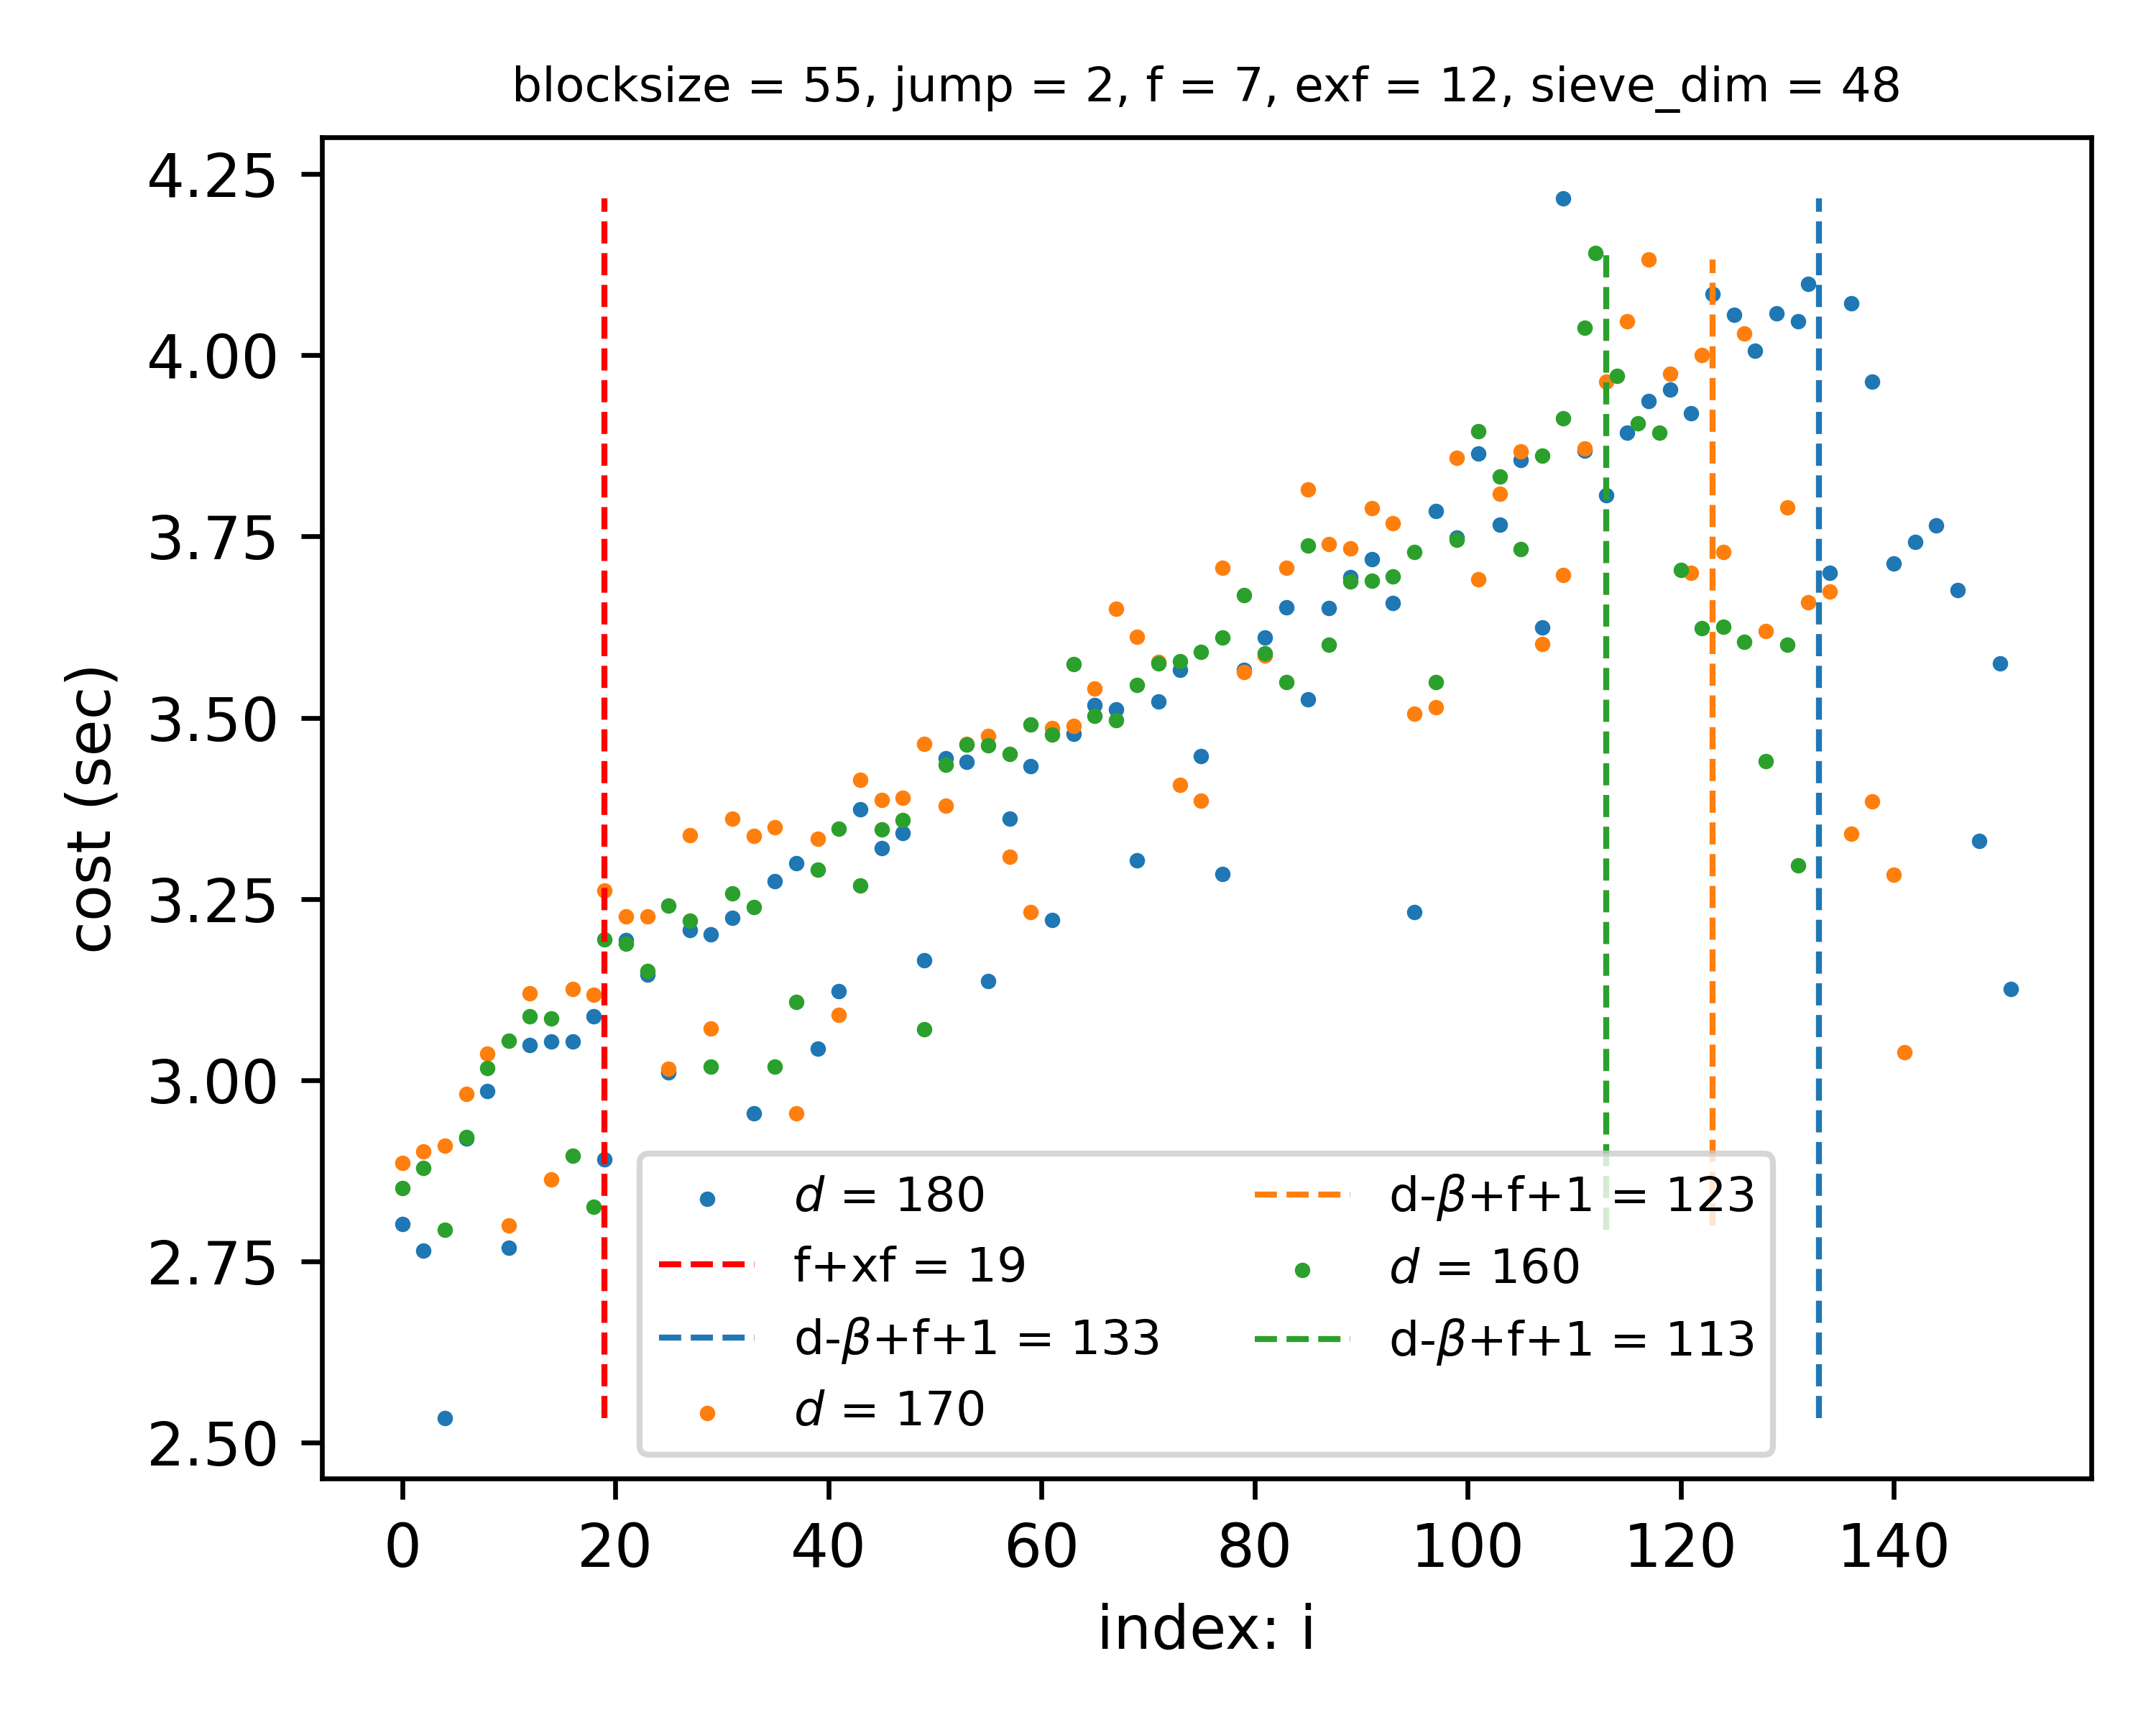 blocksize = 55, jump = 2, f = 7, exf = 12, sieve_dim = 48
4.25
4.00
3.75
3.50
3.25
3.00
2.75
2.50
cost (sec)
d = 180
f+xf = 19
d-β+f+1 = 133
d = 170
d-β+f+1 = 123
d = 160
d-β+f+1 = 113
0 20 40 60 80 100 120 140
index: i